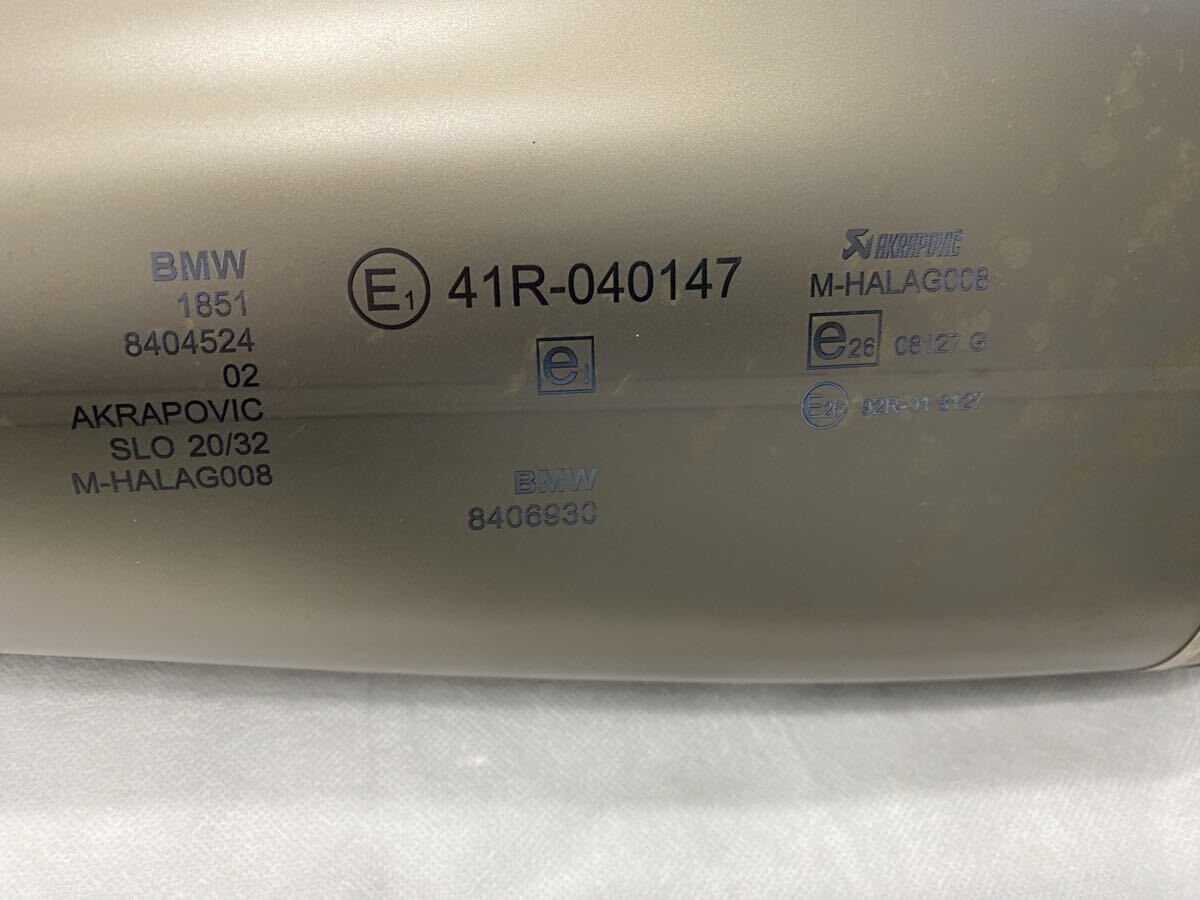 BMW
1851
8404524
02
AKRAPOVIC
SLO 20/32
M-HALAG008
E1 41R-040147
e1
BMW
8406930
AKRAPOVIČ
M-HALAG008
e26 08127 G
E26 92R-01 8127